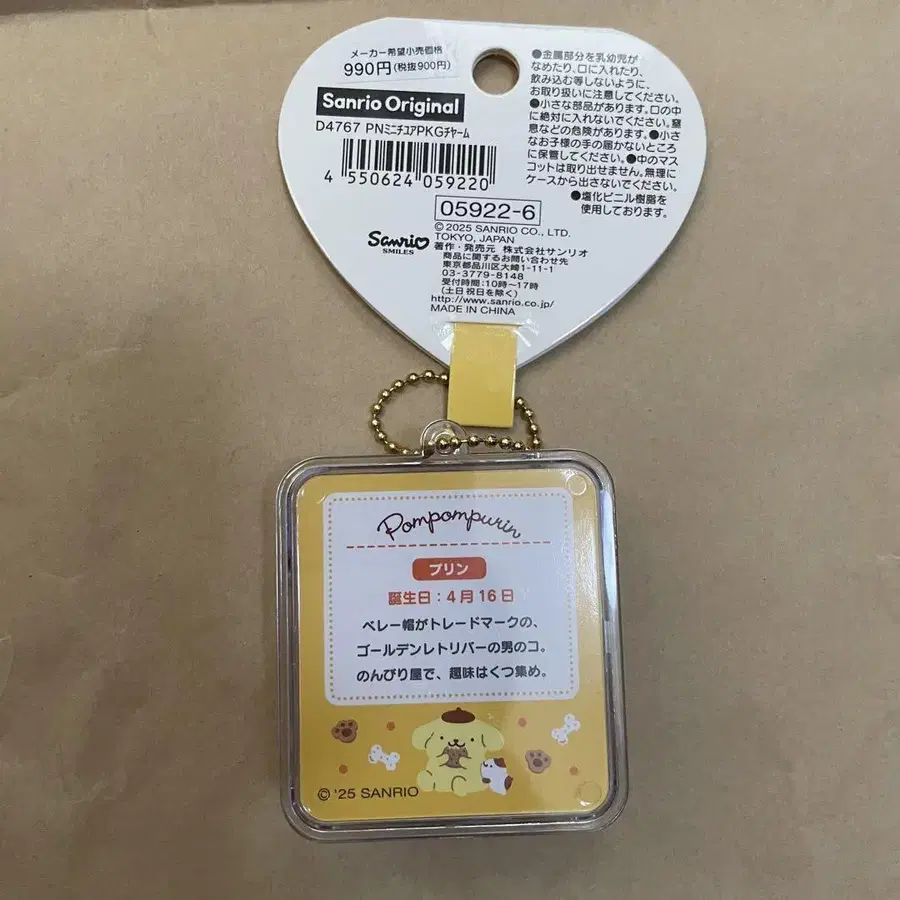 メーカー希望小売価格
990円(税抜900円)
Sanrio Original
D4767 PNミニチュアPKGチャーム
4 550624 059220
05922-6
●金属部分を乳幼児が
なめたり、口に入れたり、
飲み込む等しないように、
お取り扱いに注意してください。
●小さな部品があります。口の中
に絶対に入れないでください。窒
息などの危険があります。●小さ
なお子様の手の届かないところ
に保管してください。●中のマス
コットは取り出せません。無理に
ケースから出さないでください。
●塩化ビニル樹脂を
使用しております。
Sanrio
SMILES
© 2025 SANRIO CO., LTD.
TOKYO, JAPAN
著作・発売元 株式会社サンリオ
商品に関するお問い合わせ先
東京都品川区大崎1-11-1
03-3779-8148
受付時間:10時〜17時
(土日祝日を除く)
http://www.sanrio.co.jp/
MADE IN CHINA
Pompompurin
プリン
誕生日:4月16日
ベレー帽がトレードマークの、
ゴールデンレトリバーの男のコ。
のんびり屋で、趣味はくつ集め。
© '25 SANRIO